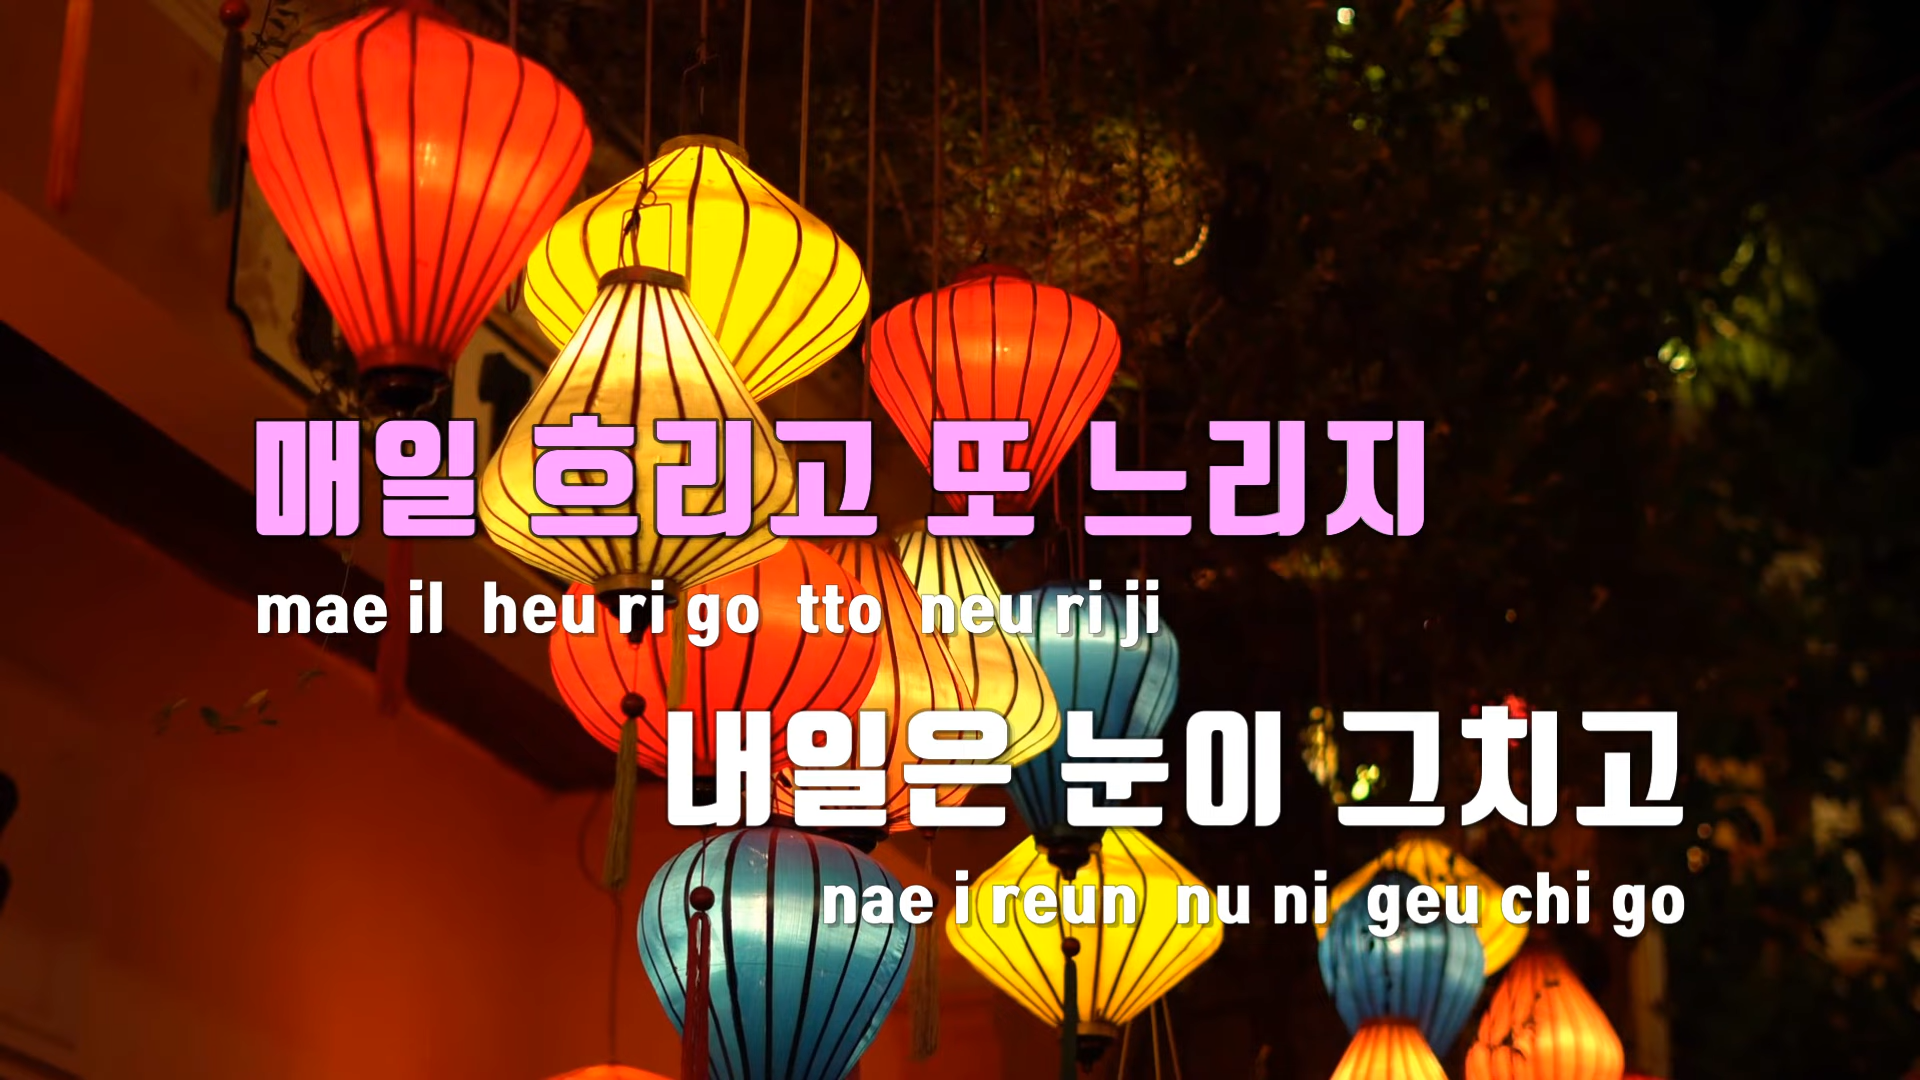 매일 흐리고 또 느리지
mae il heu ri go tto neu ri ji
내일은 눈이 그치고
nae i reun nu ni geu chi go